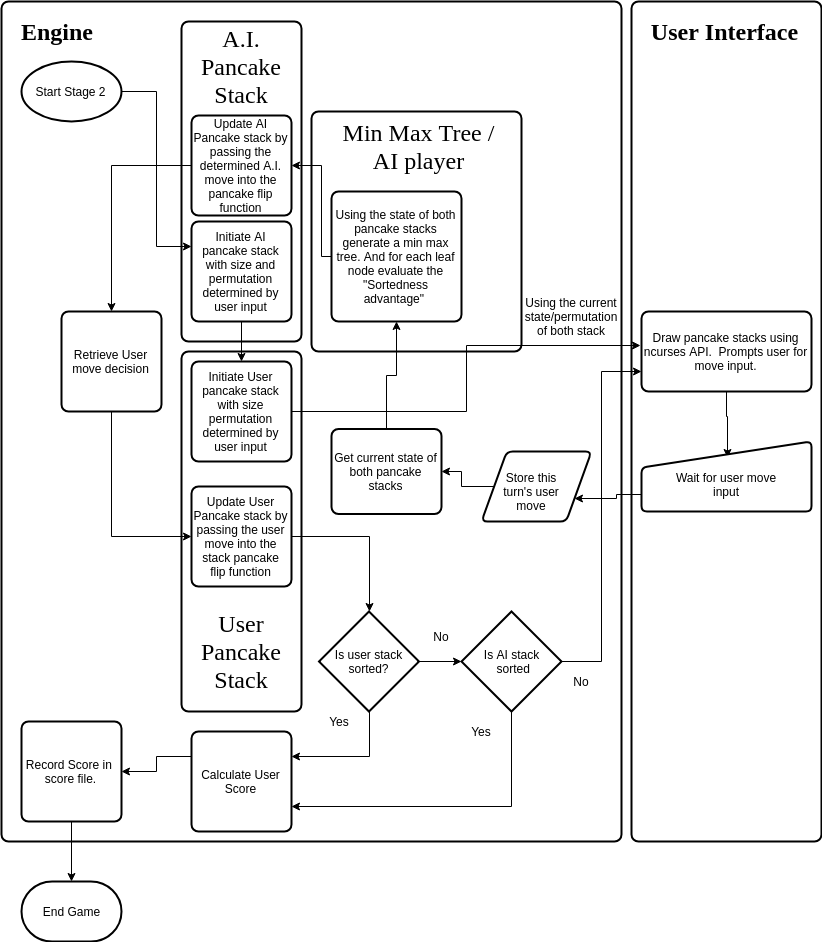 Engine
User Interface
Start Stage 2
A.I.
Pancake
Stack
Update AI
Pancake stack by
passing the
determined A.I.
move into the
pancake flip
function
Initiate AI
pancake stack
with size and
permutation
determined by
user input
Min Max Tree /
AI player
Using the state of both
pancake stacks
generate a min max
tree. And for each leaf
node evaluate the
"Sortedness
advantage"
Using the current
state/permutation
of both stack
Draw pancake stacks using
ncurses API.  Prompts user for
move input.
Retrieve User
move decision
Initiate User
pancake stack
with size
permutation
determined by
user input
Get current state of
both pancake
stacks
Store this
turn's user
move
Wait for user move
input
Update User
Pancake stack by
passing the user
move into the
stack pancake
flip function
User
Pancake
Stack
Is user stack
sorted?
No
Is AI stack
sorted
No
Yes
Yes
Record Score in
score file.
Calculate User
Score
End Game